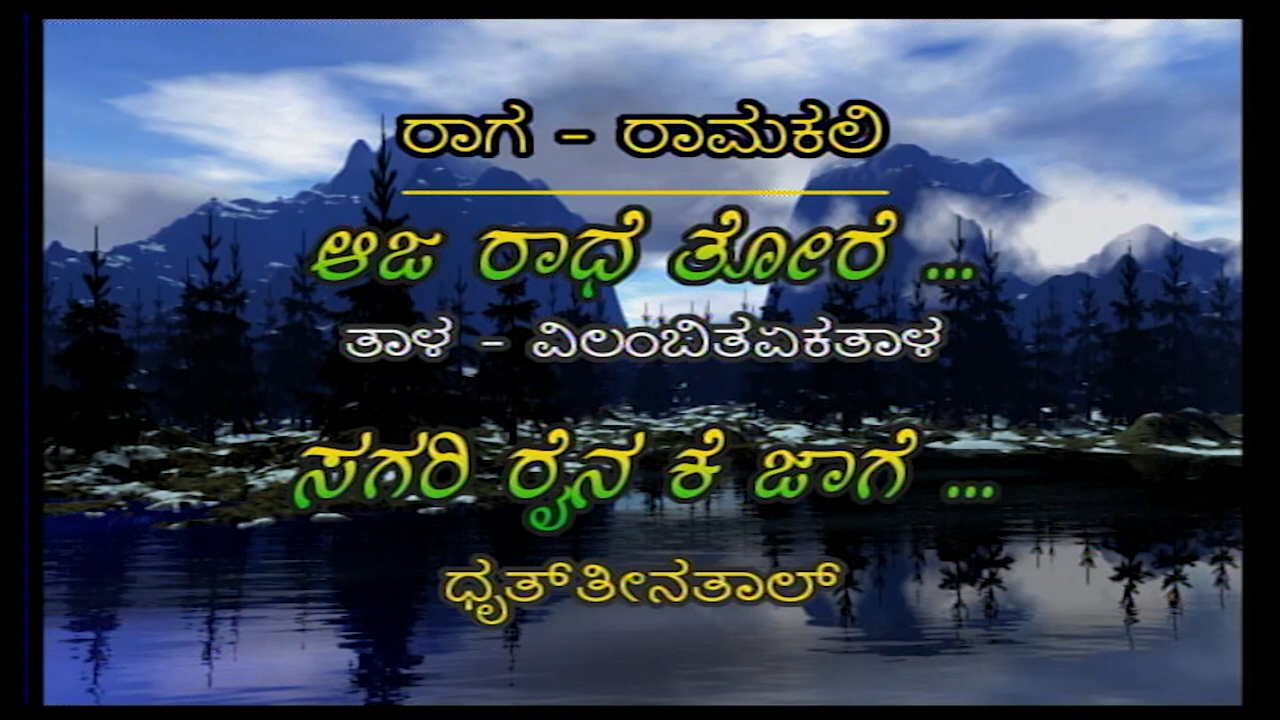 ರಾಗ - ರಾಮಕಲಿ
ಆಜ ರಾಧೆ ತೋರೆ ...
ತಾಳ - ವಿಲಂಬಿತಏಕತಾಳ
ಸಗರಿ ರೈನ ಕೆ ಜಾಗೆ ...
ಧೃತ್‌ತೀನತಾಲ್